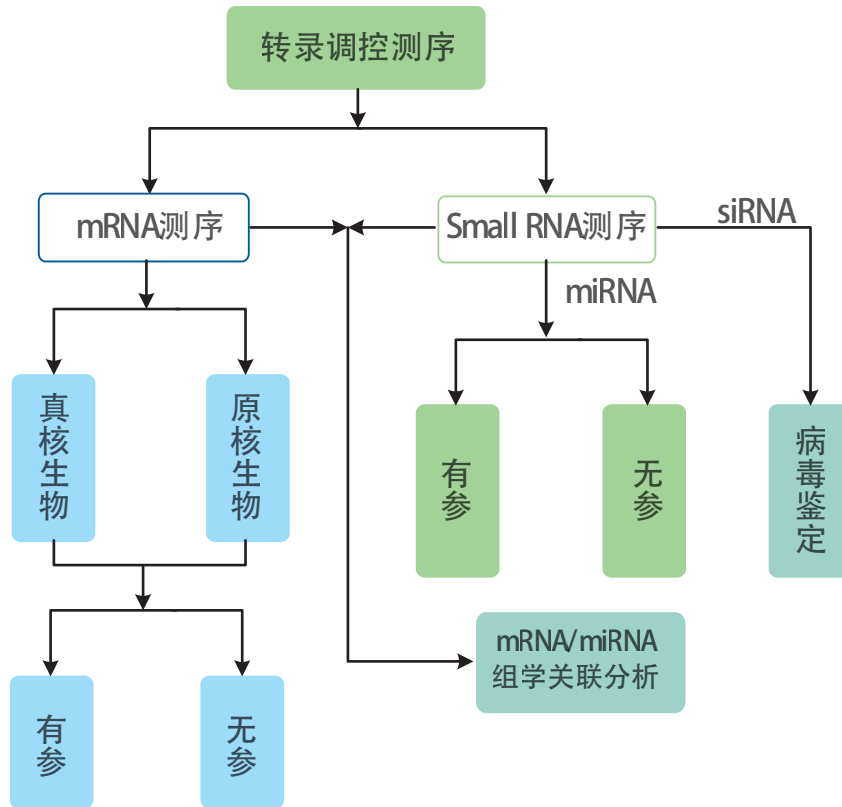 转录调控测序
mRNA测序
Small RNA测序
siRNA
miRNA
真核生物
原核生物
有参
无参
病毒鉴定
mRNA/miRNA
组学关联分析
有参
无参